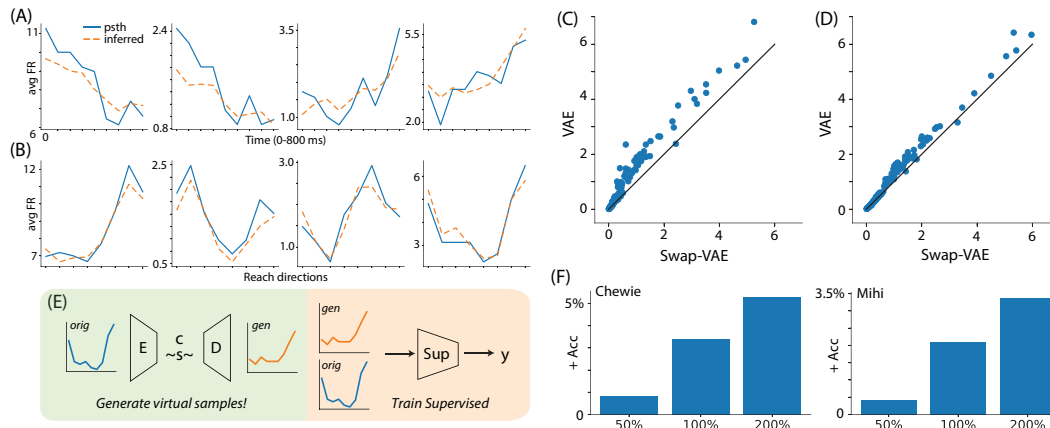 (A)
psth
inferred
avg FR
11
6
0
2.4
0.8
3.5
1.0
5.5
2.0
Time (0-800 ms)
(B)
avg FR
12
7
2.5
0.5
3.0
1.0
6
3
Reach directions
(C)
VAE
6
4
2
0
0 2 4 6
Swap-VAE
(D)
VAE
6
4
2
0
0 2 4 6
Swap-VAE
(E)
orig
E
C
~S~
D
gen
Generate virtual samples!
gen
orig
Sup
y
Train Supervised
(F)
Chewie
5%
+ Acc
0
50% 100% 200%
Mihi
3.5%
+ Acc
0
50% 100% 200%